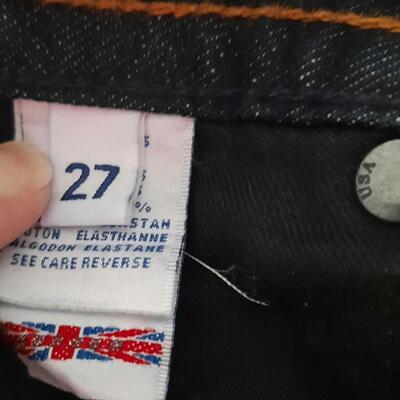 27
%
STAN
OTON ELASTHANNE
ALGODON ELASTANE
SEE CARE REVERSE
USA